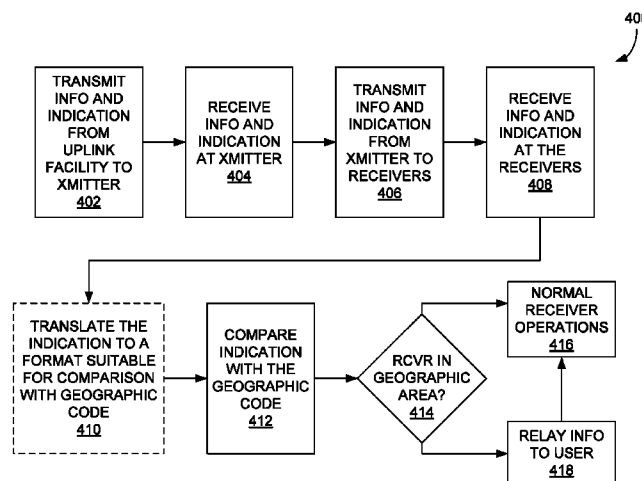 40
TRANSMIT
INFO AND
INDICATION
FROM
UPLINK
FACILITY TO
XMITTER
402
RECEIVE
INFO AND
INDICATION
AT XMITTER
404
TRANSMIT
INFO AND
INDICATION
FROM
XMITTER TO
RECEIVERS
406
RECEIVE
INFO AND
INDICATION
AT THE
RECEIVERS
408
TRANSLATE THE
INDICATION TO A
FORMAT SUITABLE
FOR COMPARISON
WITH GEOGRAPHIC
CODE
410
COMPARE
INDICATION
WITH THE
GEOGRAPHIC
CODE
412
RCVR IN
GEOGRAPHIC
AREA?
414
NORMAL
RECEIVER
OPERATIONS
416
RELAY INFO
TO USER
418